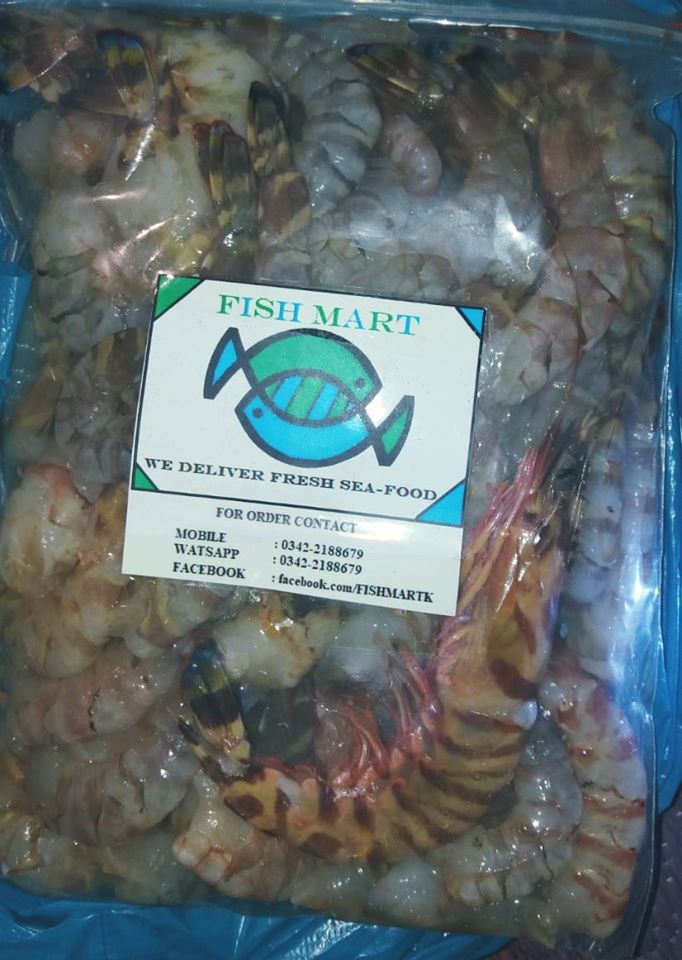 FISH MART
WE DELIVER FRESH SEA-FOOD
FOR ORDER CONTACT
MOBILE : 0342-2188679
WATSAPP : 0342-2188679
FACEBOOK : facebook.com/FISHMARTK